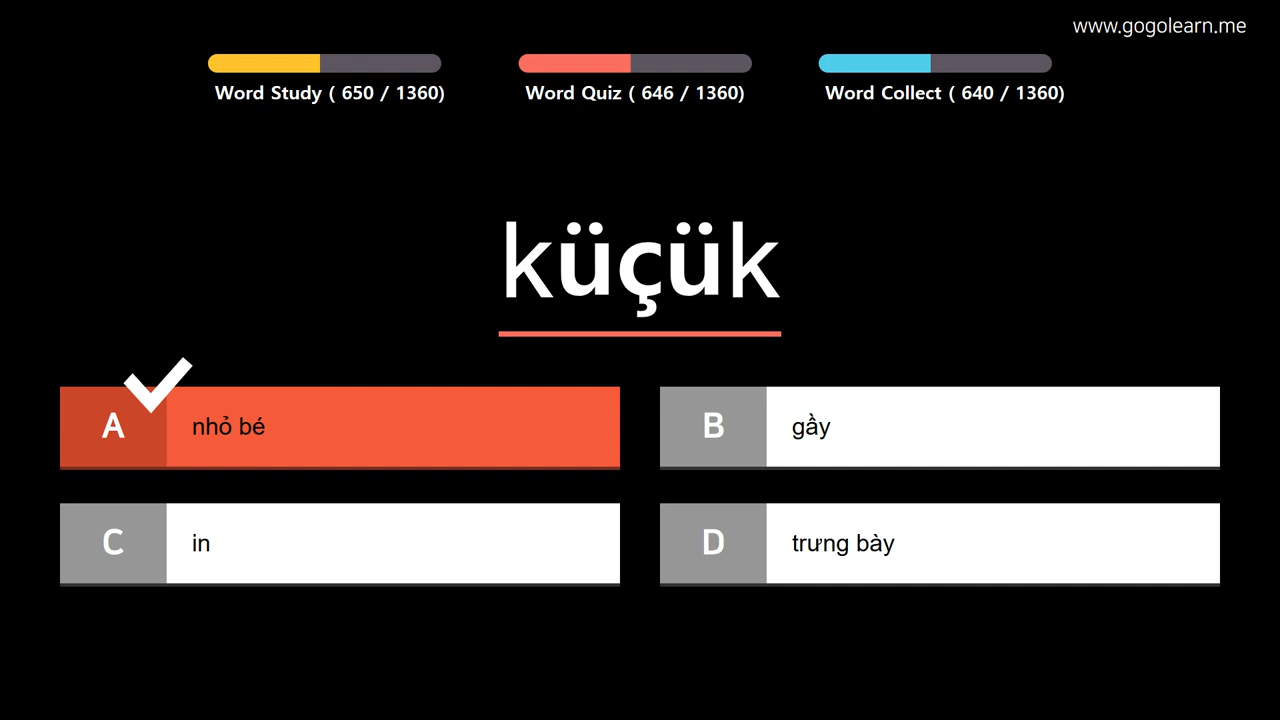 www.gogolearn.me
Word Study ( 650 / 1360)
Word Quiz ( 646 / 1360)
Word Collect ( 640 / 1360)
küçük
A
nhỏ bé
B
gầy
C
in
D
trưng bày